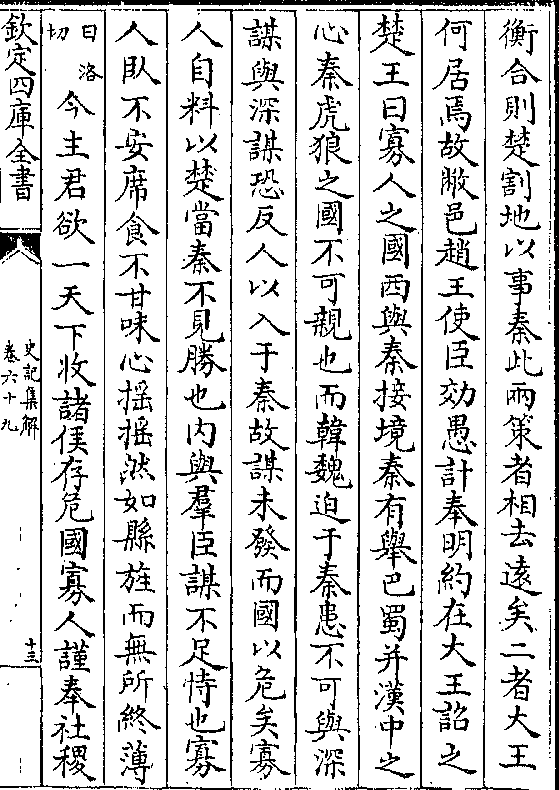 衡合則楚割地以事秦此兩策者相去遠矣二者大王
何居焉故敝邑趙王使臣効愚計奉明約在大王詔之
楚王曰寡人之國西與秦接境秦有舉巴蜀并漢中之
心秦虎狼之國不可親也而韓魏迫于秦患不可與深
謀與深謀恐反人以入于秦故謀未發而國以危矣寡
人自料以楚當秦不見勝也内與羣臣謀不足恃也寡
人臥不安席食不甘味心揺揺然如縣旌而無所終薄
白洛
切
今主君欲一天下收諸侯存危國寡人謹奉社稷
欽定四庫全書
史記集解
卷六十九
十三